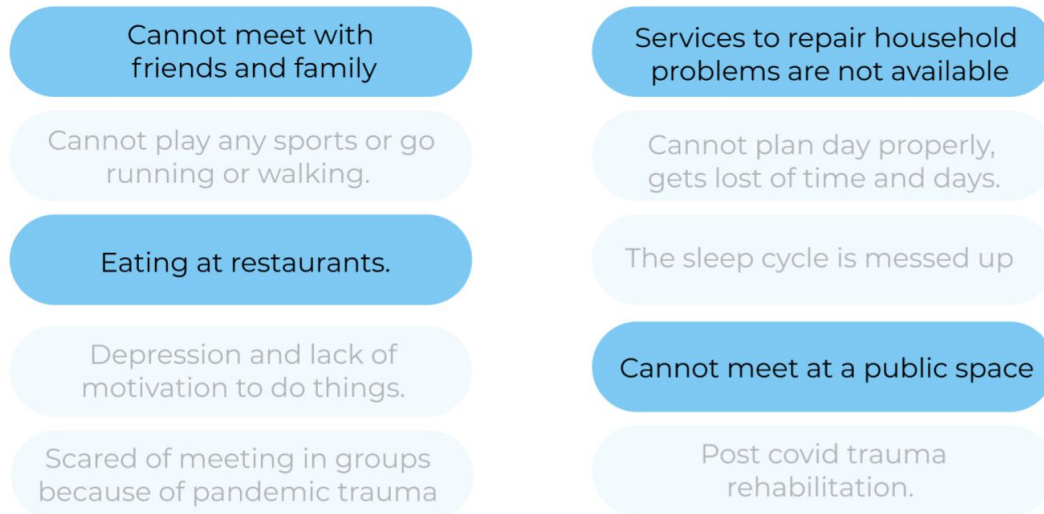 Cannot meet with
friends and family
Cannot play any sports or go
running or walking.
Eating at restaurants.
Depression and lack of
motivation to do things.
Scared of meeting in groups
because of pandemic trauma
Services to repair household
problems are not available
Cannot plan day properly,
gets lost of time and days.
The sleep cycle is messed up
Cannot meet at a public space
Post covid trauma
rehabilitation.